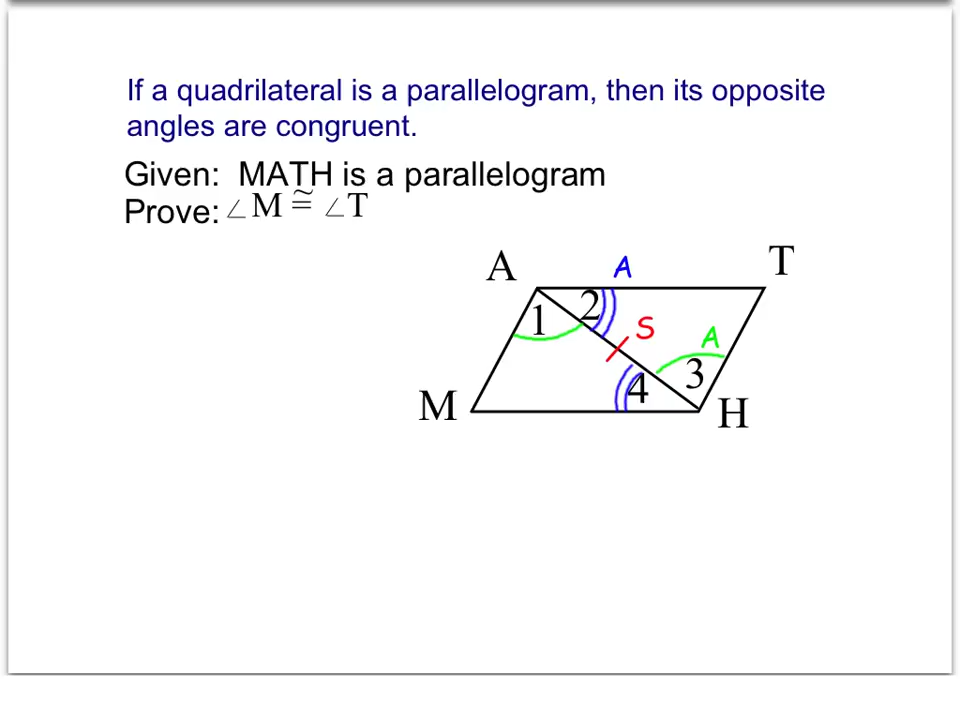 If a quadrilateral is a parallelogram, then its opposite
angles are congruent.
Given: MATH is a parallelogram
Prove: ∠M ≅ ∠T
A A T
1 2 S A
M 4 3 H